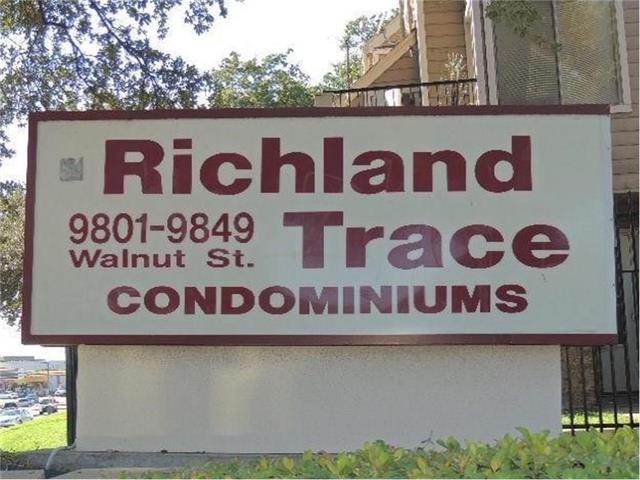 Richland
9801-9849 Trace
Walnut St.
CONDOMINIUMS